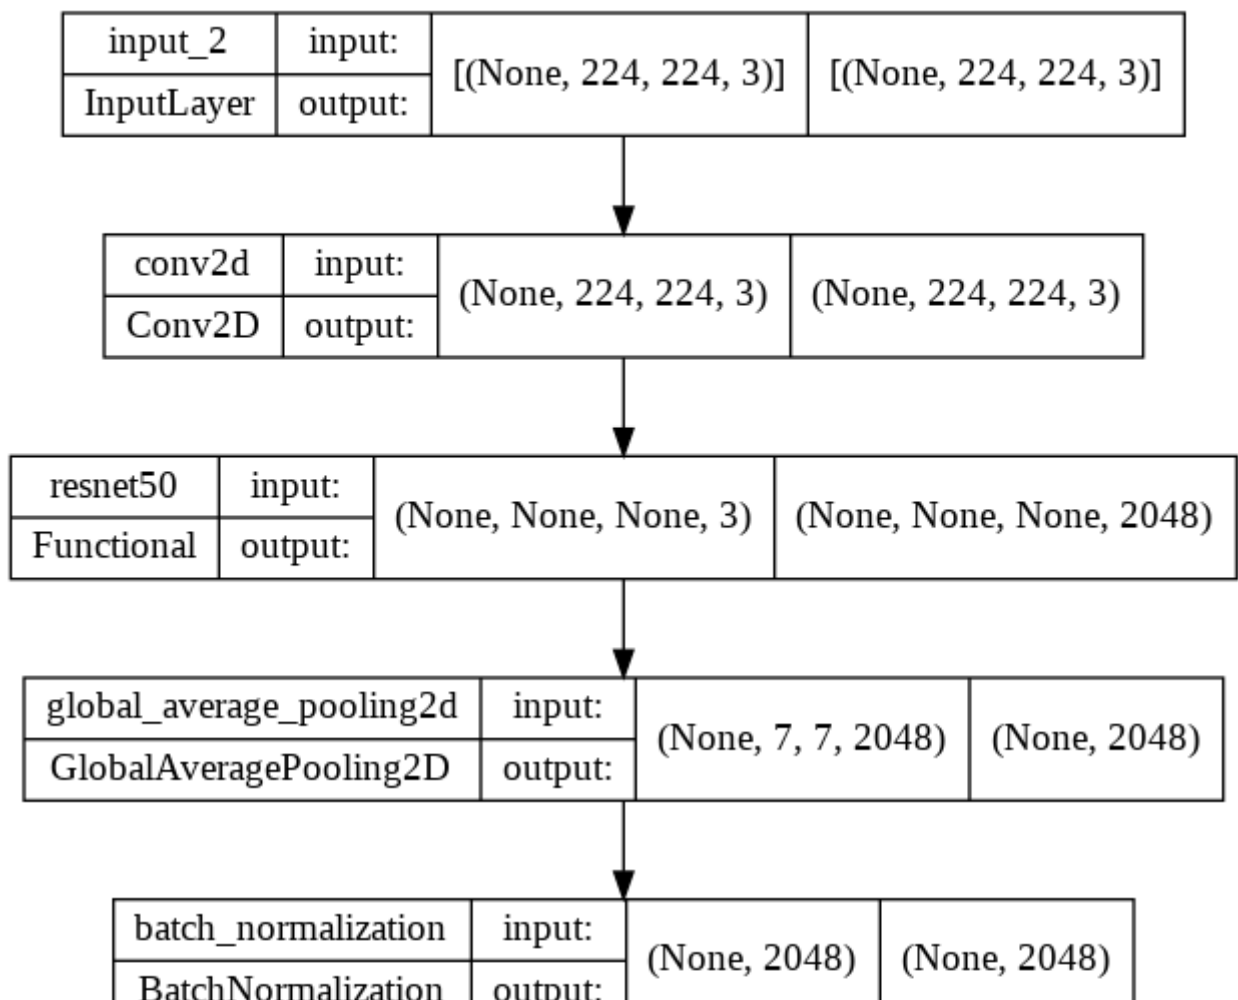 input_2 input: [(None, 224, 224, 3)] [(None, 224, 224, 3)]
InputLayer output:
conv2d input: (None, 224, 224, 3) (None, 224, 224, 3)
Conv2D output:
resnet50 input: (None, None, None, 3) (None, None, None, 2048)
Functional output:
global_average_pooling2d input: (None, 7, 7, 2048) (None, 2048)
GlobalAveragePooling2D output:
batch_normalization input: (None, 2048) (None, 2048)
BatchNormalization output: